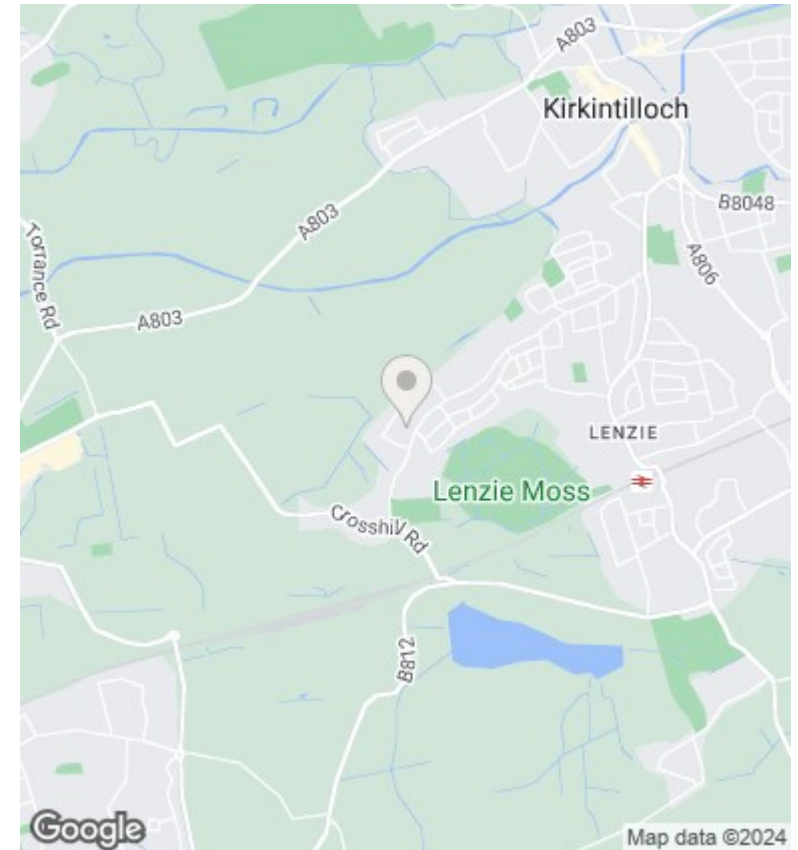 A803
Kirkintilloch
B8048
Torrance Rd
A803
A806
A803
LENZIE
Lenzie Moss
Crosshill Rd
B812
Google
Map data ©2024